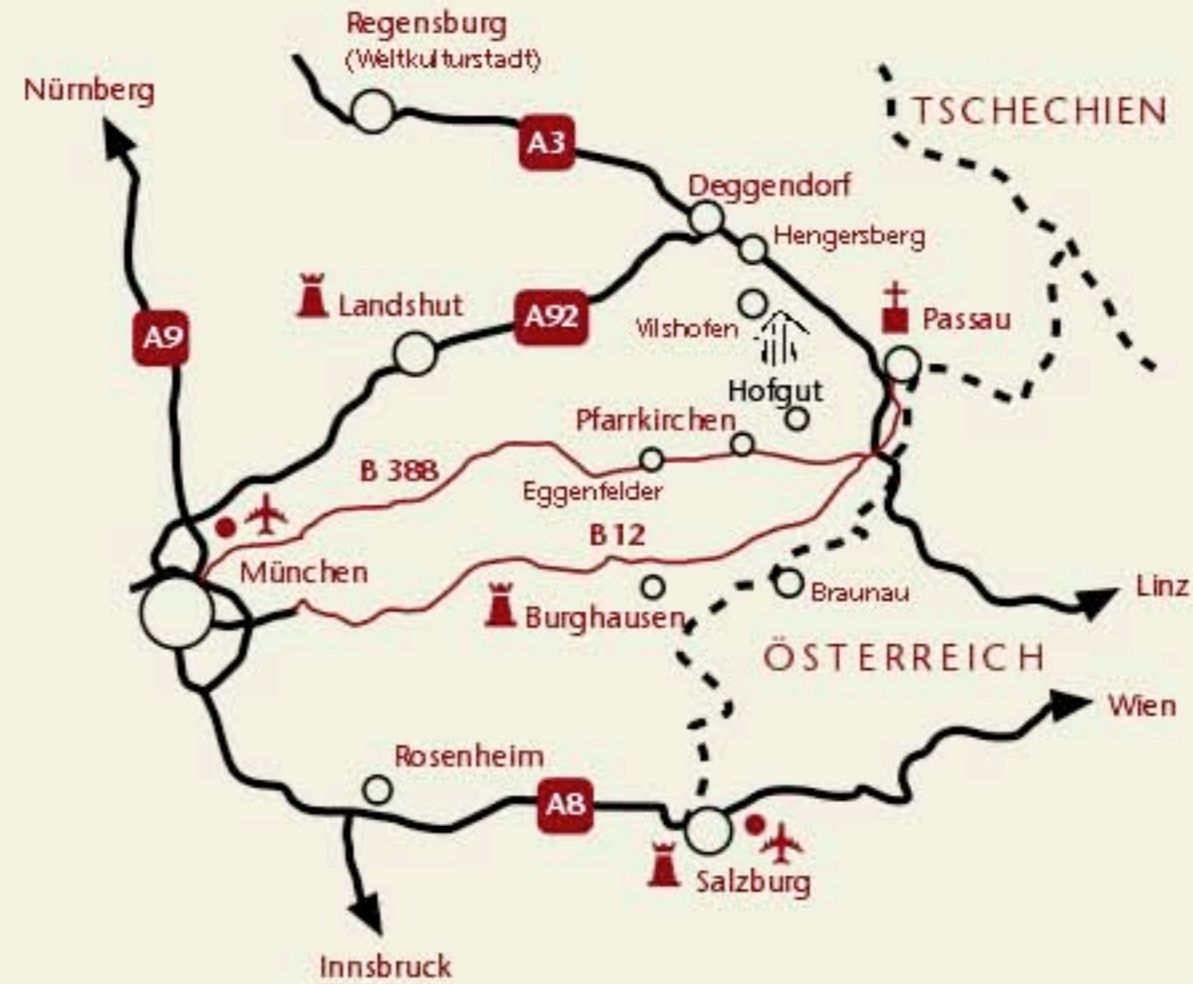 Regensburg
(Weltkulturstadt)
Nürnberg
TSCHECHIEN
A3
Deggendorf
Hengersberg
Landshut
A92
Vilshofen
Passau
A9
Hofgut
Pfarrkirchen
B 388
Eggenfelder
B 12
München
Burghausen
Braunau
Linz
ÖSTERREICH
Wien
Rosenheim
A8
Salzburg
Innsbruck